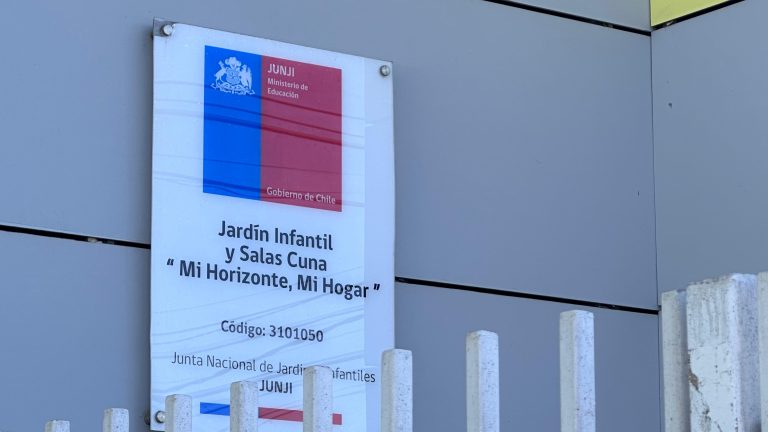 JUNJI
Ministerio de
Educación
Gobierno de Chile
Jardín Infantil
y Salas Cuna
“ Mi Horizonte, Mi Hogar ”
Código: 3101050
Junta Nacional de Infantiles
JUNJI